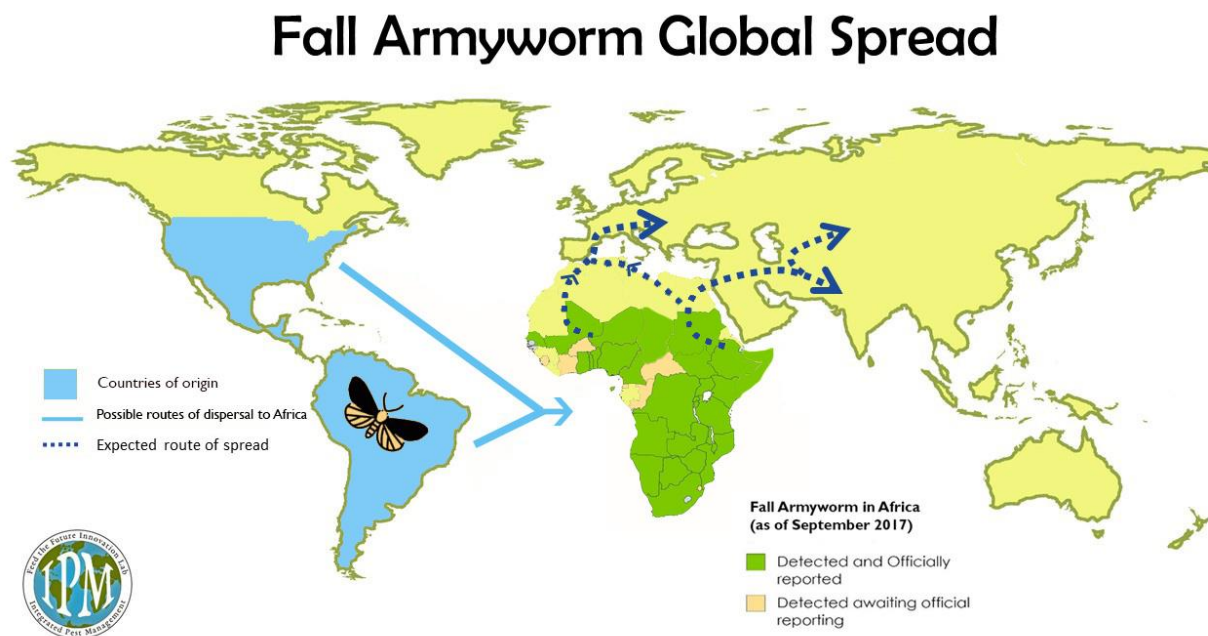 Fall Armyworm Global Spread
Countries of origin
Possible routes of dispersal to Africa
Expected route of spread
Fall Armyworm in Africa
(as of September 2017)
Detected and Officially
reported
Detected awaiting official
reporting
Feed the Future Innovation Lab
IPM
Integrated Pest Management